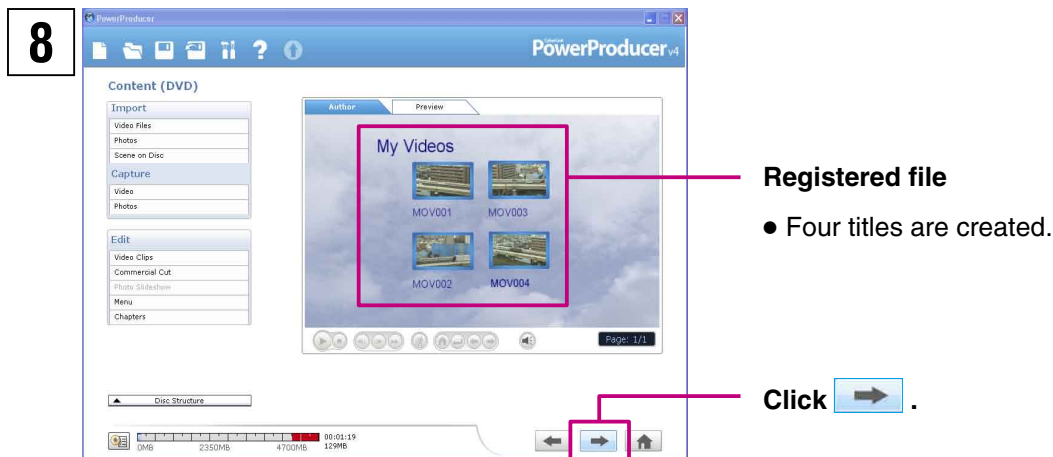 8
PowerProducer
CyberLink
PowerProducer v4
Content (DVD)
Import
Video Files
Photos
Scene on Disc
Capture
Video
Photos
Edit
Video Clips
Commercial Cut
Photo Slideshow
Menu
Chapters
Author
Preview
My Videos
MOV001
MOV003
MOV002
MOV004
Page: 1/1
Registered file
● Four titles are created.
Disc Structure
Click .
00:01:19
129MB
0MB
2350MB
4700MB